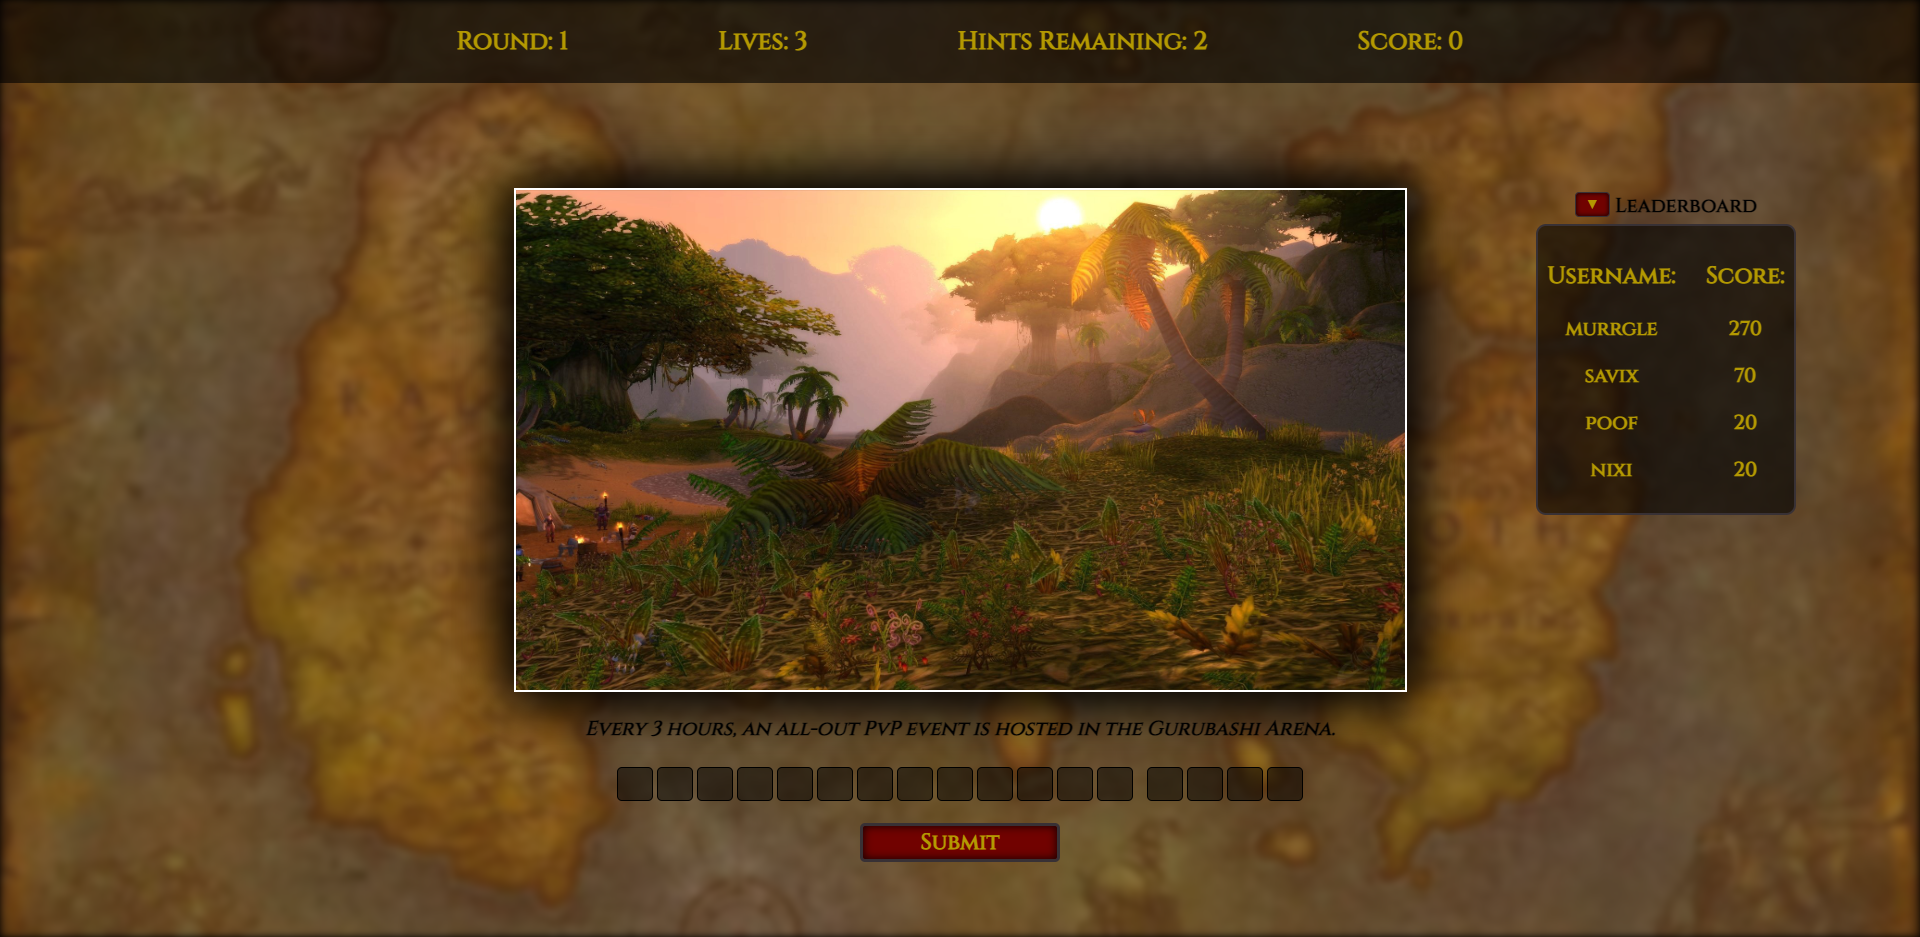 Round: 1
Lives: 3
Hints Remaining: 2
Score: 0
▼ Leaderboard
Username: Score:
murrgle 270
savix 70
poof 20
nixi 20
Every 3 hours, an all-out PvP event is hosted in the Gurubashi Arena.
Submit